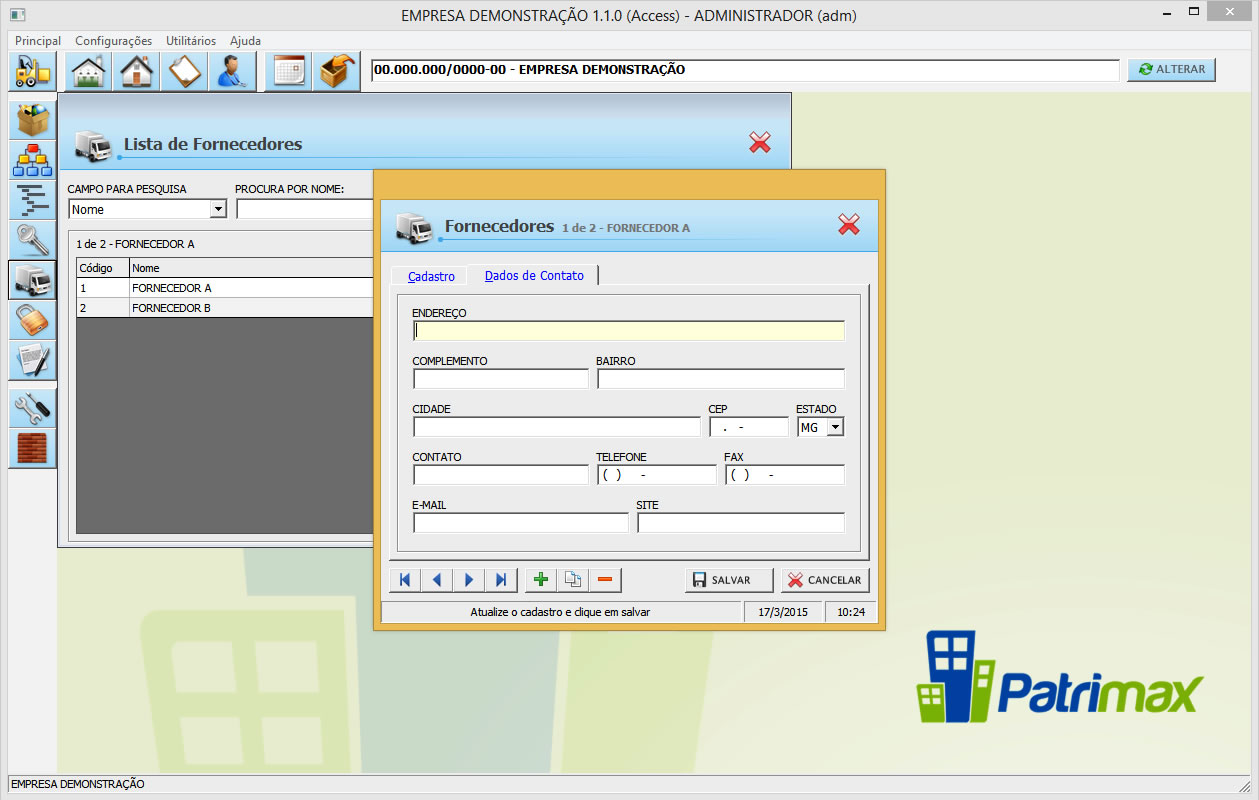 EMPRESA DEMONSTRAÇÃO 1.1.0 (Access) - ADMINISTRADOR (adm)
Principal Configurações Utilitários Ajuda
00.000.000/0000-00 - EMPRESA DEMONSTRAÇÃO
ALTERAR
Lista de Fornecedores
CAMPO PARA PESQUISA PROCURA POR NOME:
Nome
1 de 2 - FORNECEDOR A
Código Nome
1 FORNECEDOR A
2 FORNECEDOR B
Fornecedores 1 de 2 - FORNECEDOR A
Cadastro Dados de Contato
ENDEREÇO
COMPLEMENTO BAIRRO
CIDADE CEP ESTADO
. - MG
CONTATO TELEFONE FAX
( ) - ( ) -
E-MAIL SITE
SALVAR CANCELAR
Atualize o cadastro e clique em salvar 17/3/2015 10:24
Patrimax
EMPRESA DEMONSTRAÇÃO